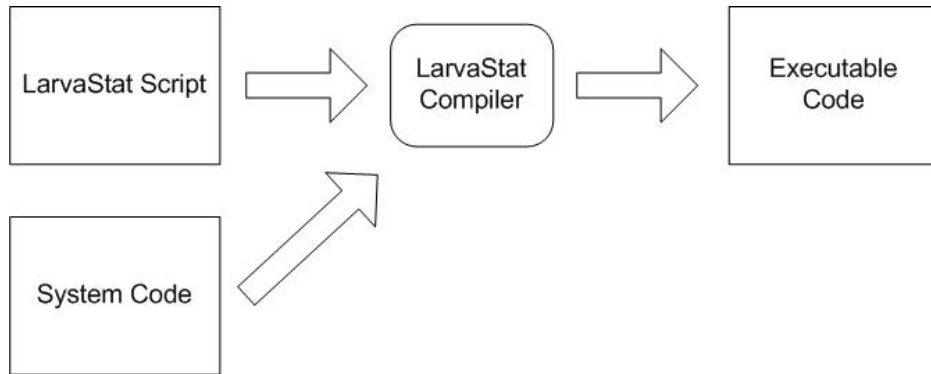 LarvaStat Script
LarvaStat
Compiler
Executable
Code
System Code